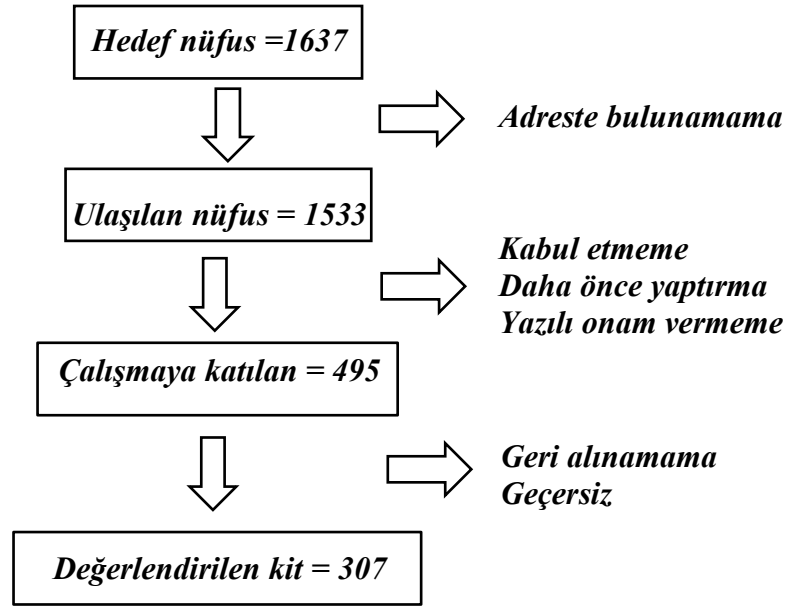 Hedef nüfus =1637
Adreste bulunamama
Ulaşılan nüfus = 1533
Kabul etmeme
Daha önce yaptırma
Yazılı onam vermeme
Çalışmaya katılan = 495
Geri alınamama
Geçersiz
Değerlendirilen kit = 307